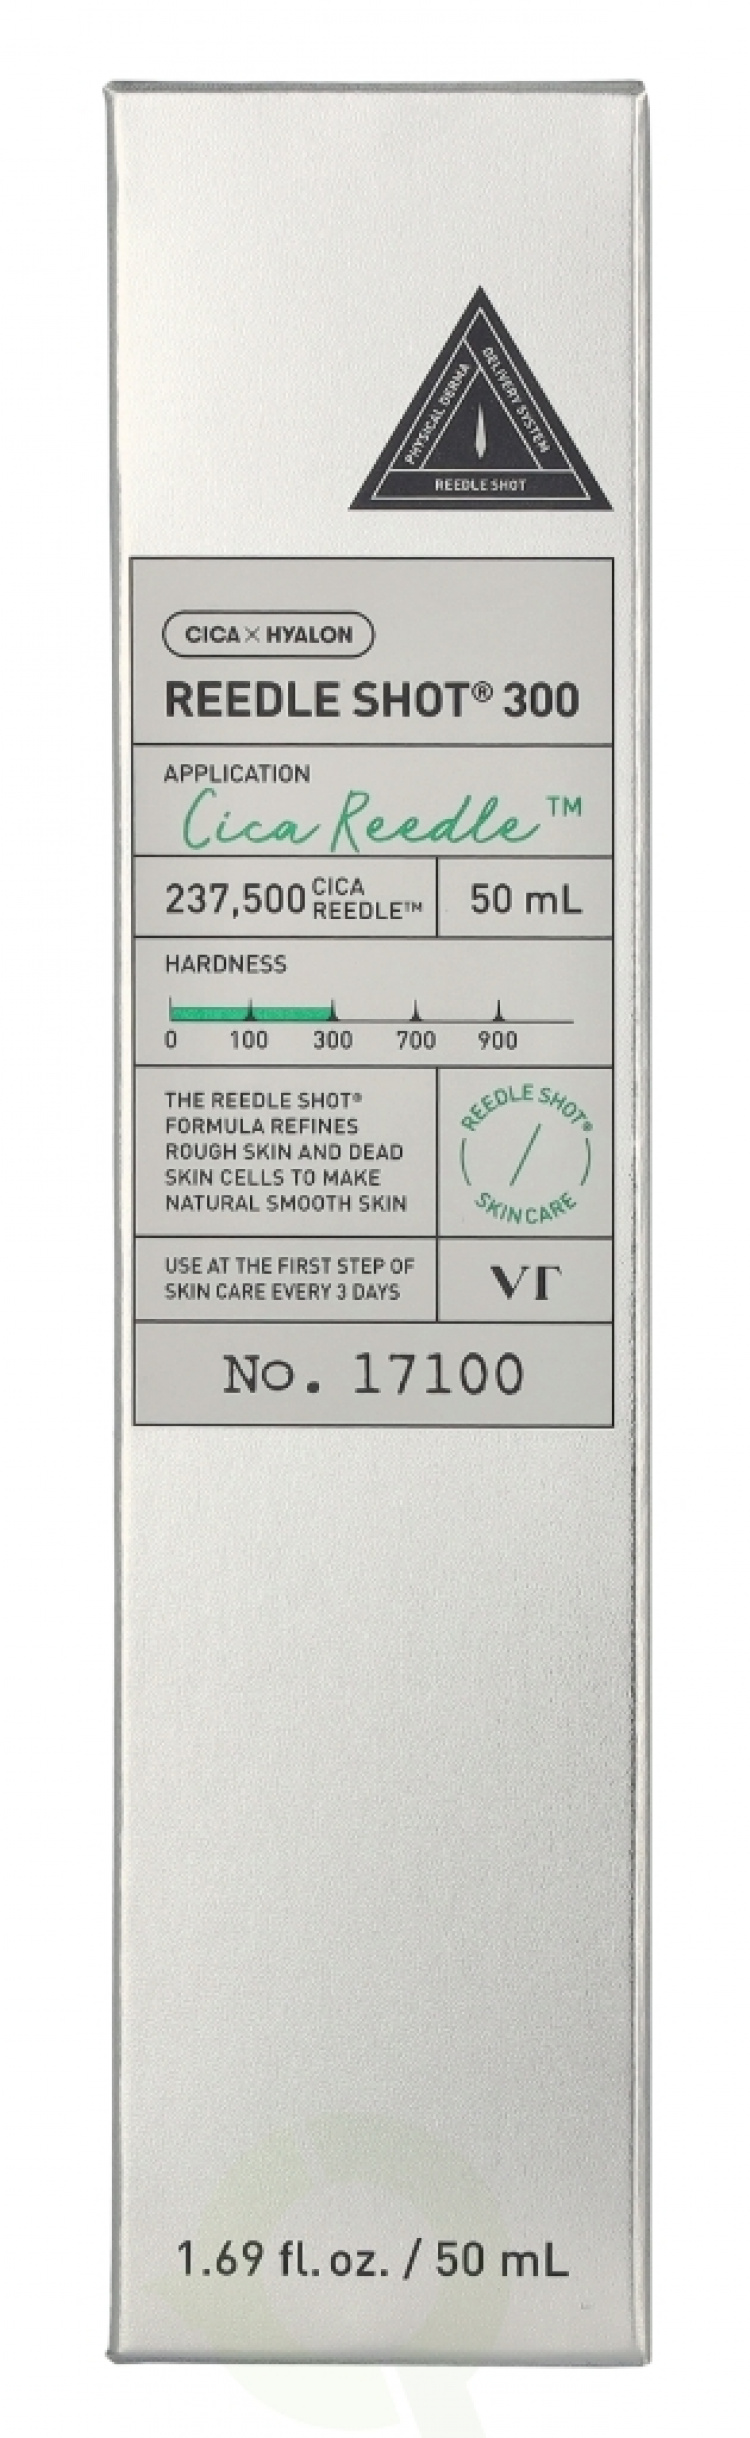 PHYSICAL DERMA
DELIVERY SYSTEM
REEDLE SHOT
CICA × HYALON
REEDLE SHOT® 300
APPLICATION
Cica Reedle™
237,500 CICA
REEDLE™
50 mL
HARDNESS
0 100 300 700 900
THE REEDLE SHOT®
FORMULA REFINES
ROUGH SKIN AND DEAD
SKIN CELLS TO MAKE
NATURAL SMOOTH SKIN
REEDLE SHOT®
SKINCARE
USE AT THE FIRST STEP OF
SKIN CARE EVERY 3 DAYS
VT
No. 17100
1.69 fl. oz. / 50 mL